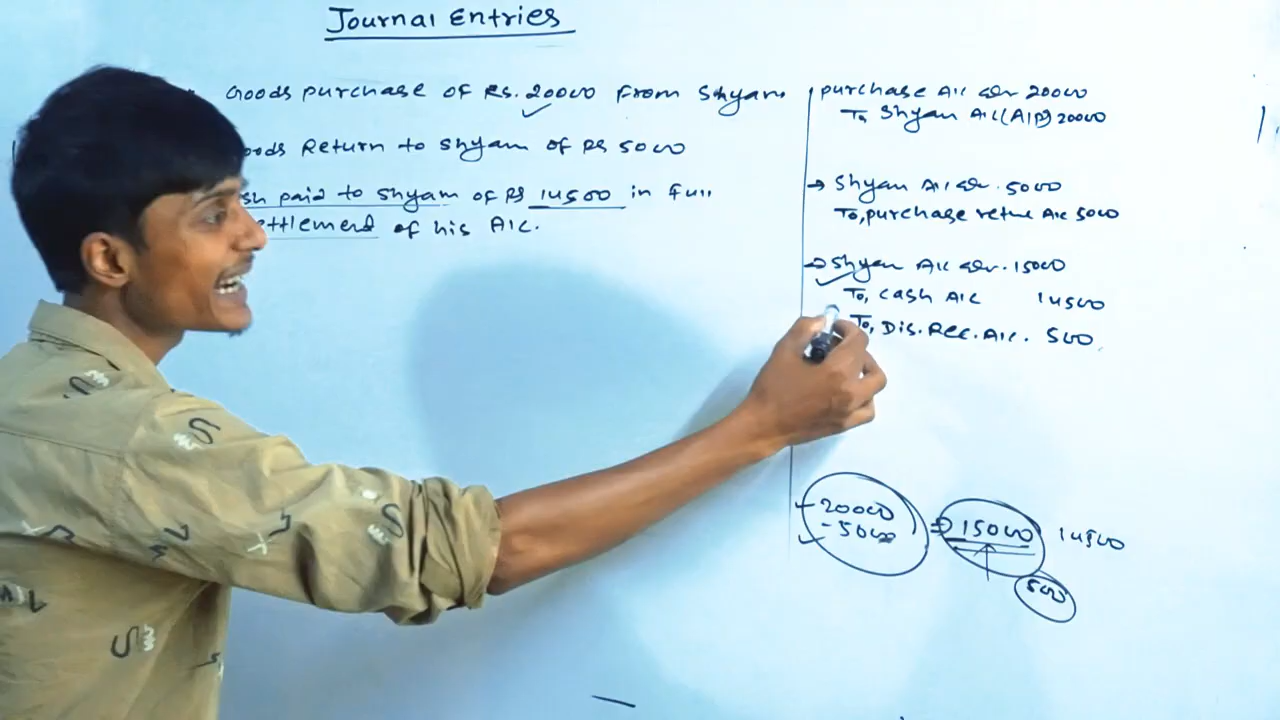 Journal Entries
Goods purchase of Rs. 20000 from Shyam
oods Return to Shyam of Rs 5000
sh paid to Shyam of Rs 14500 in full
ettlement of his A/c.
purchase A/c dr 20000
To, Shyam A/c (A/P) 20000
→ Shyam A/c dr. 5000
To, purchase retune A/c 5000
→ Shyam A/c dr. 15000
To, cash A/c 14500
To, Dis. Rec. A/c. 500
20000
- 5000
⇒ 15000 14500
500